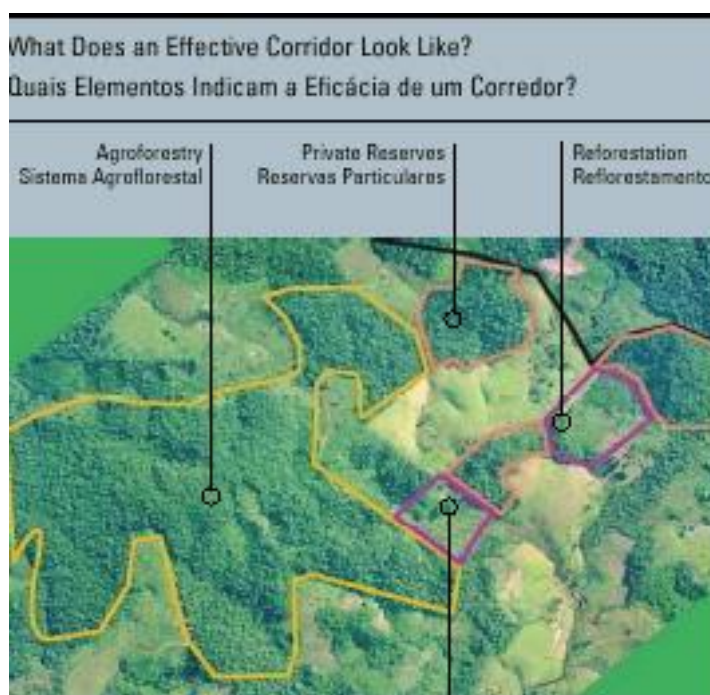 What Does an Effective Corridor Look Like?
Quais Elementos Indicam a Eficácia de um Corredor?
Agroforestry
Sistema Agroflorestal
Private Reserves
Reservas Particulares
Reforestation
Reflorestamento